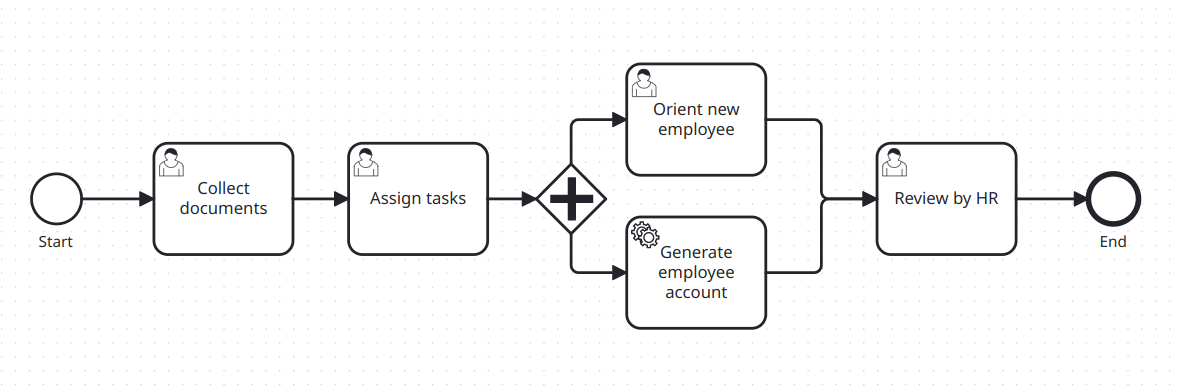 Start
Collect
documents
Assign tasks
Orient new
employee
Generate
employee
account
Review by HR
End